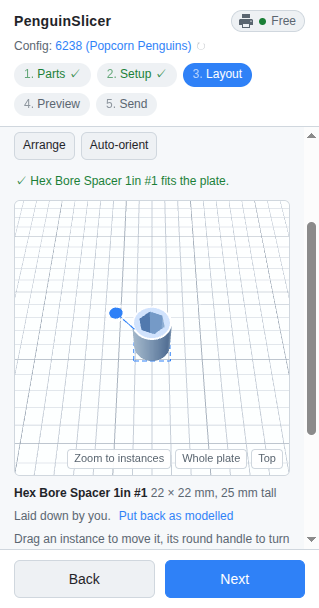 PenguinSlicer
Free
Config: 6238 (Popcorn Penguins)
1. Parts ✓
2. Setup ✓
3. Layout
4. Preview
5. Send
Arrange
Auto-orient
✓ Hex Bore Spacer 1in #1 fits the plate.
Zoom to instances
Whole plate
Top
Hex Bore Spacer 1in #1 22 × 22 mm, 25 mm tall
Laid down by you. Put back as modelled
Drag an instance to move it, its round handle to turn
Back
Next